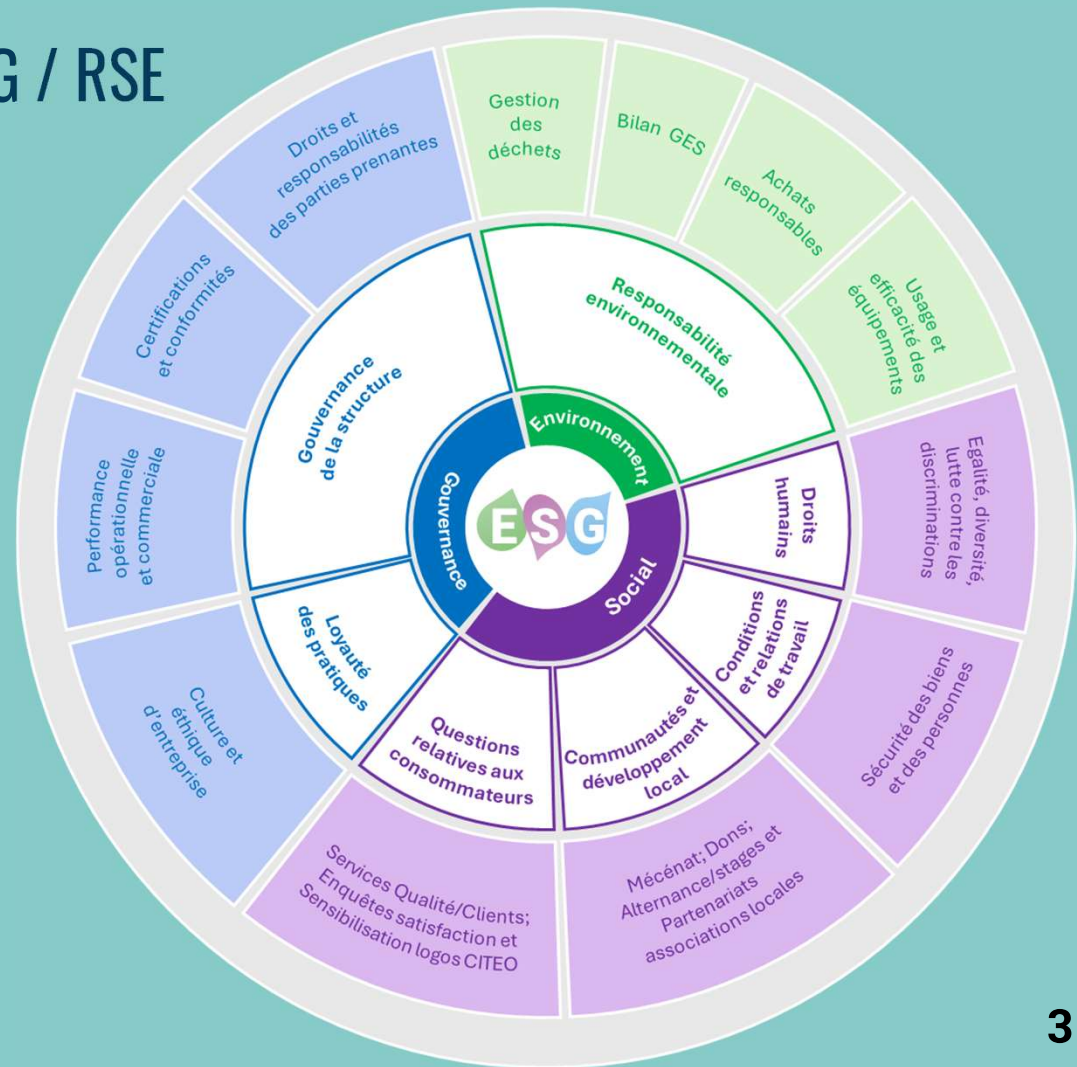 G / RSE
Gestion
des
déchets
Bilan GES
Achats
responsables
Usage et
efficacité des
équipements
Egalité, diversité,
lutte contre les
discriminations
Sécurité des biens
et des personnes
Mécénat; Dons;
Alternance/stages et
Partenariats
associations locales
Services Qualité/Clients;
Enquêtes satisfaction et
Sensibilisation logos CITEO
Culture et
éthique
d'entreprise
Performance
opérationnelle
et commerciale
Certifications
et conformités
Droits et
responsabilités
des parties prenantes
Responsabilité
environnementale
Droits
humains
Conditions
et relations
de travail
Communautés et
développement
local
Questions
relatives aux
consommateurs
Loyauté
des pratiques
Gouvernance
de la structure
Environnement
Social
Gouvernance
ESG
3